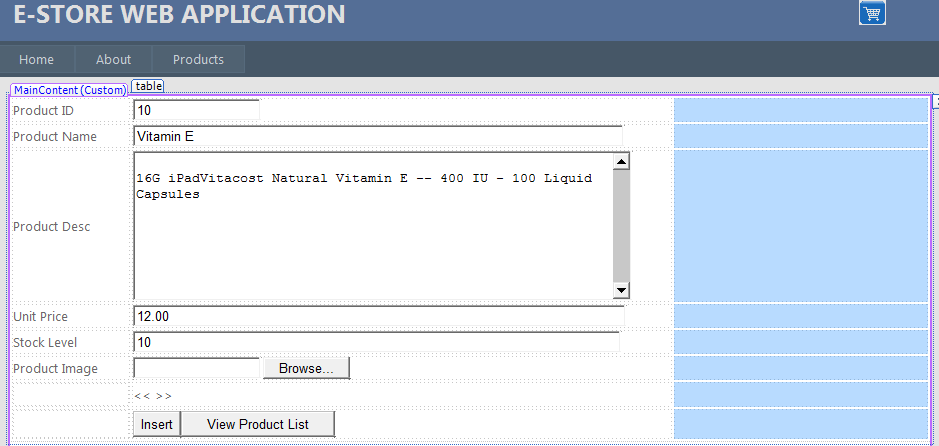 E-STORE WEB APPLICATION
Home About Products
MainContent (Custom) table
Product ID 10
Product Name Vitamin E
16G iPadVitacost Natural Vitamin E -- 400 IU - 100 Liquid
Capsules
Product Desc
Unit Price 12.00
Stock Level 10
Product Image Browse...
<< >>
Insert View Product List